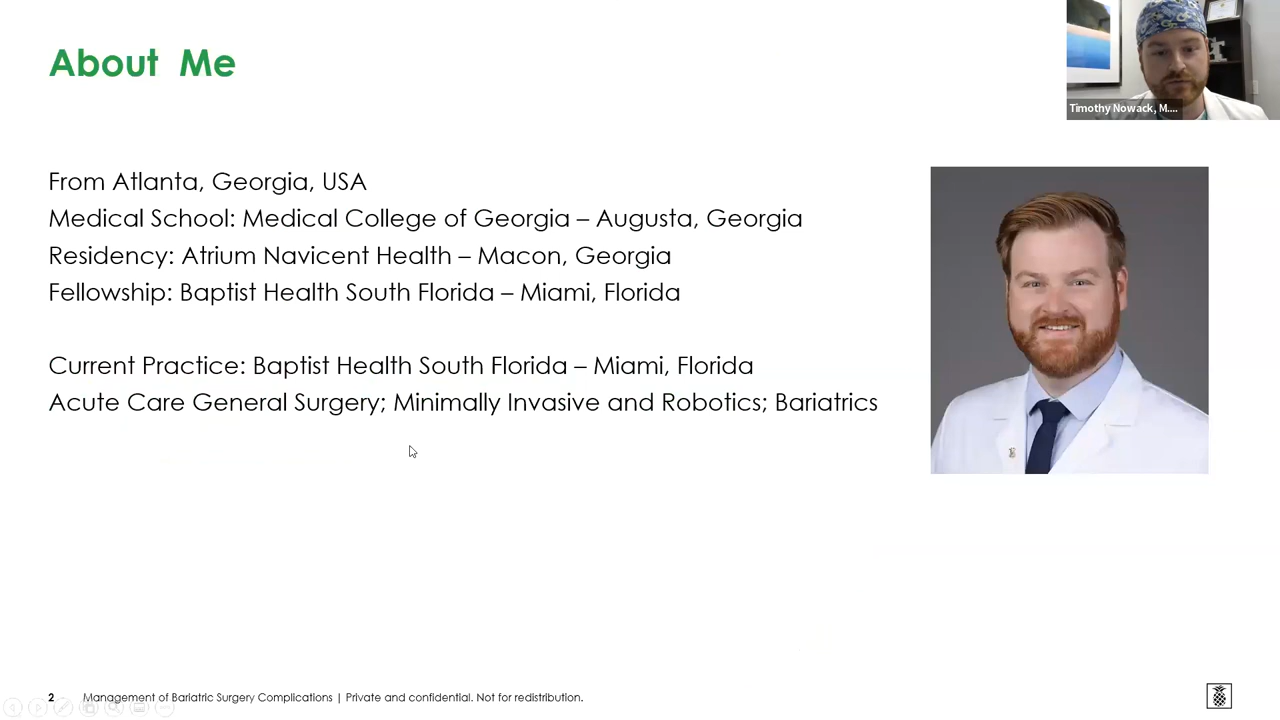 About Me
Timothy Nowack, M....
From Atlanta, Georgia, USA
Medical School: Medical College of Georgia – Augusta, Georgia
Residency: Atrium Navicent Health – Macon, Georgia
Fellowship: Baptist Health South Florida – Miami, Florida
Current Practice: Baptist Health South Florida – Miami, Florida
Acute Care General Surgery; Minimally Invasive and Robotics; Bariatrics
2 Management of Bariatric Surgery Complications | Private and confidential. Not for redistribution.